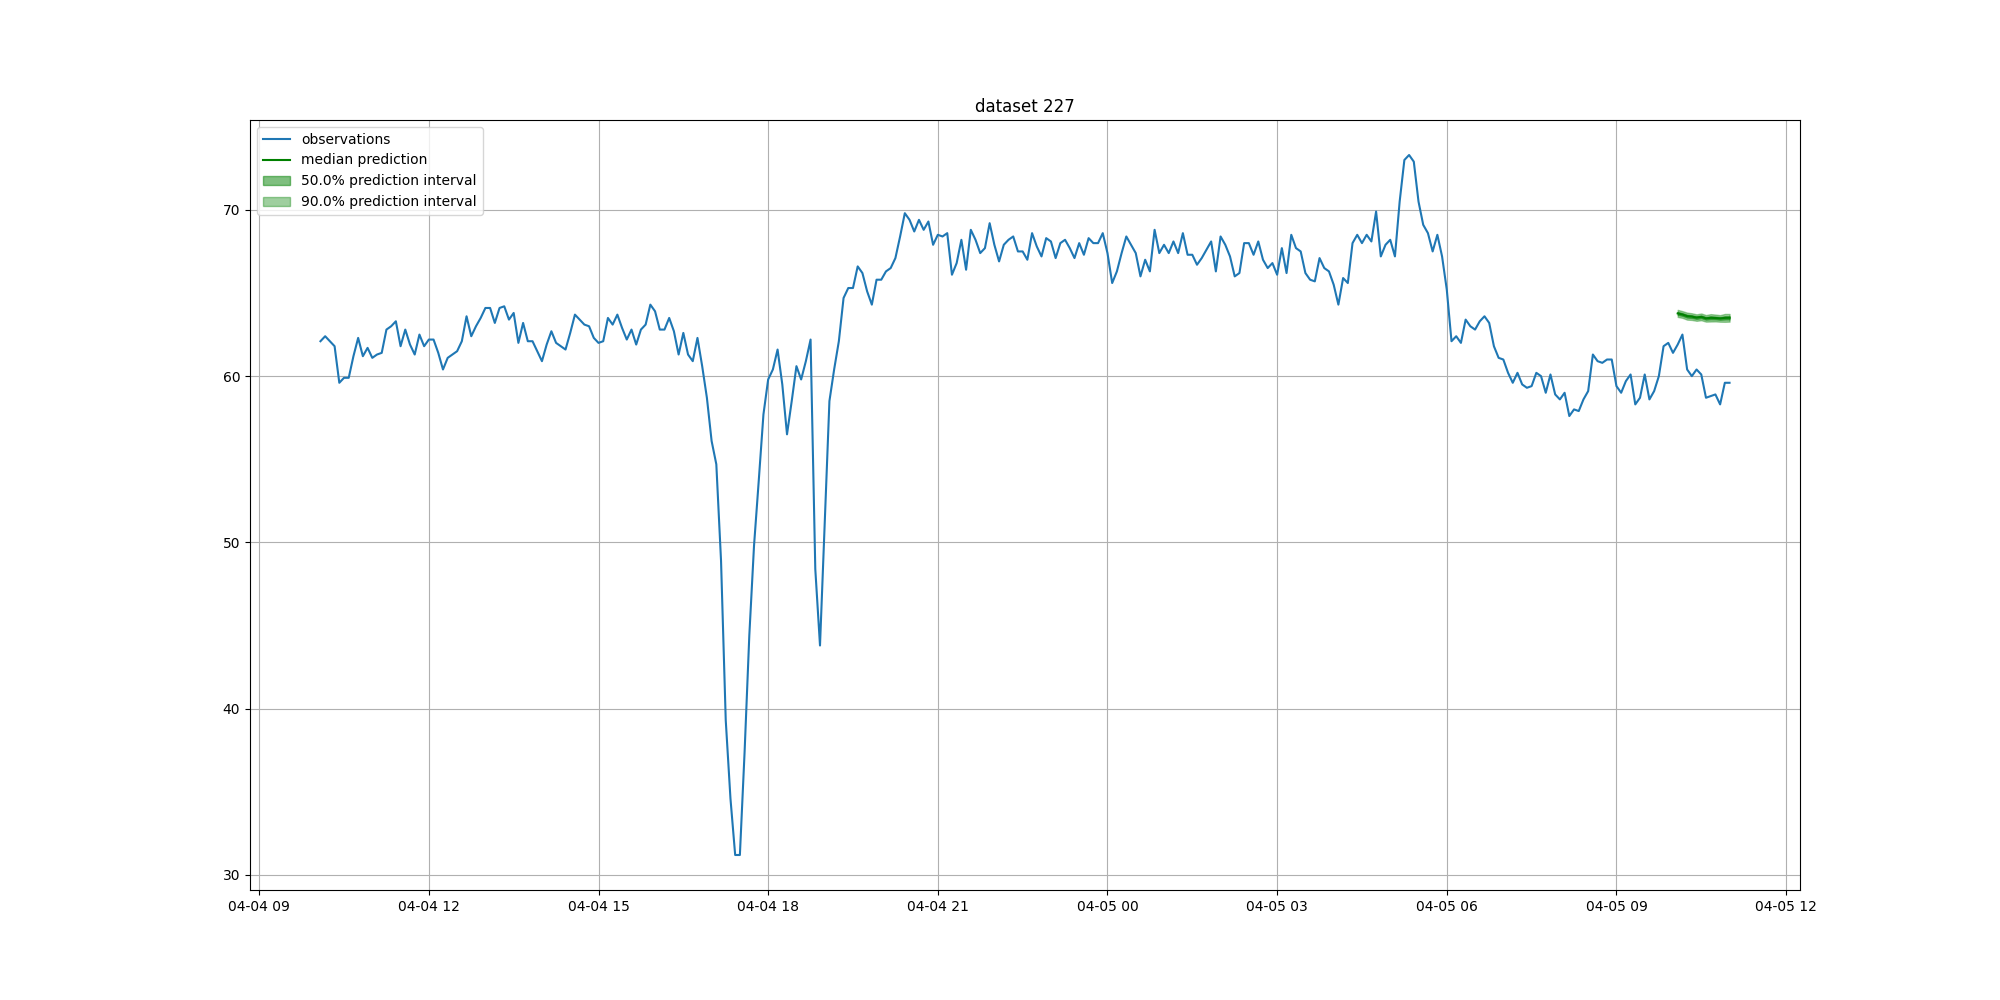 dataset 227
observations
median prediction
50.0% prediction interval
90.0% prediction interval
70
60
50
40
30
04-04 09 04-04 12 04-04 15 04-04 18 04-04 21 04-05 00 04-05 03 04-05 06 04-05 09 04-05 12